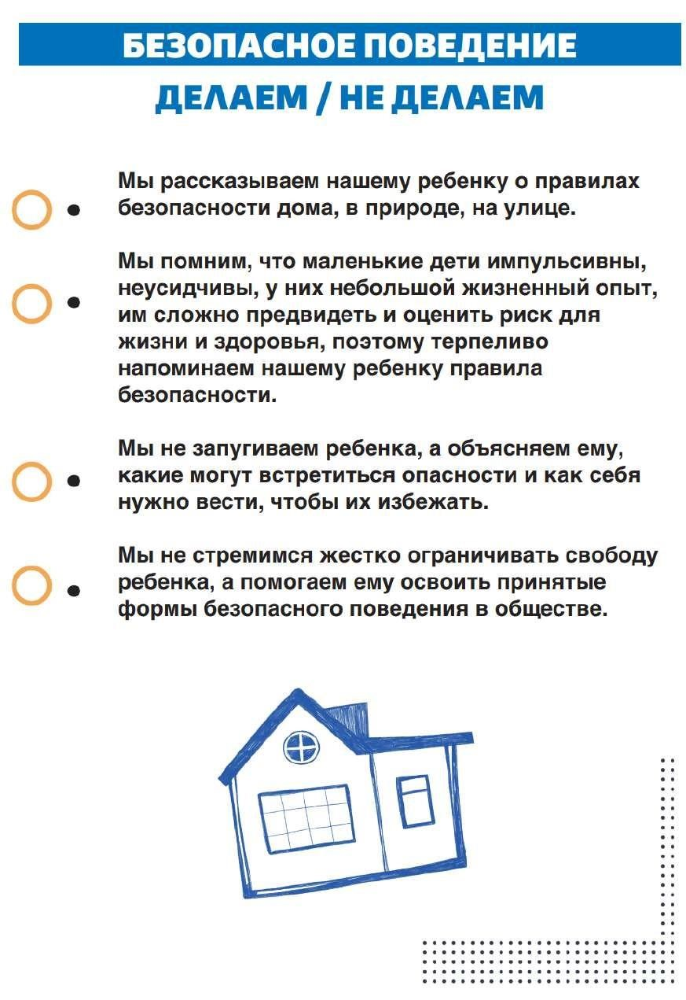 БЕЗОПАСНОЕ ПОВЕДЕНИЕ
ДЕЛАЕМ / НЕ ДЕЛАЕМ
Мы рассказываем нашему ребенку о правилах
безопасности дома, в природе, на улице.
Мы помним, что маленькие дети импульсивны,
неусидчивы, у них небольшой жизненный опыт,
им сложно предвидеть и оценить риск для
жизни и здоровья, поэтому терпеливо
напоминаем нашему ребенку правила
безопасности.
Мы не запугиваем ребенка, а объясняем ему,
какие могут встретиться опасности и как себя
нужно вести, чтобы их избежать.
Мы не стремимся жестко ограничивать свободу
ребенка, а помогаем ему освоить принятые
формы безопасного поведения в обществе.